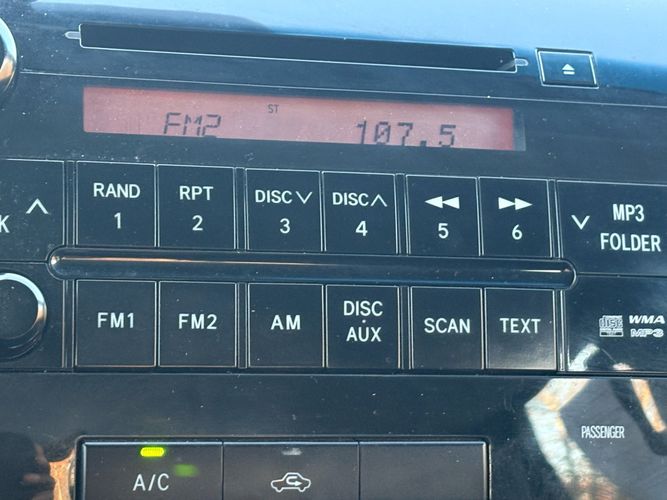 ST
FM2 107.5
RAND RPT DISC DISC MP3
1 2 3 4 5 6 FOLDER
FM1 FM2 AM DISC AUX SCAN TEXT
disc WMA
MP3
PASSENGER
A/C